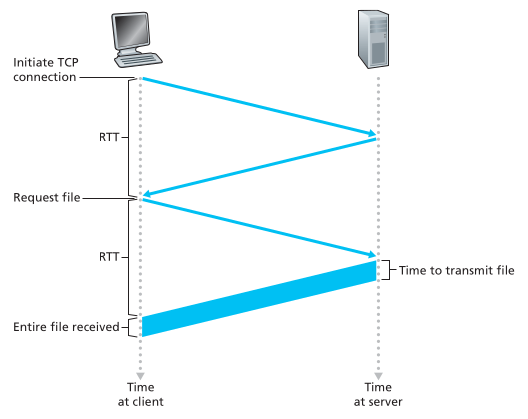 Initiate TCP
connection
RTT
Request file
RTT
Time to transmit file
Entire file received
Time
at client
Time
at server